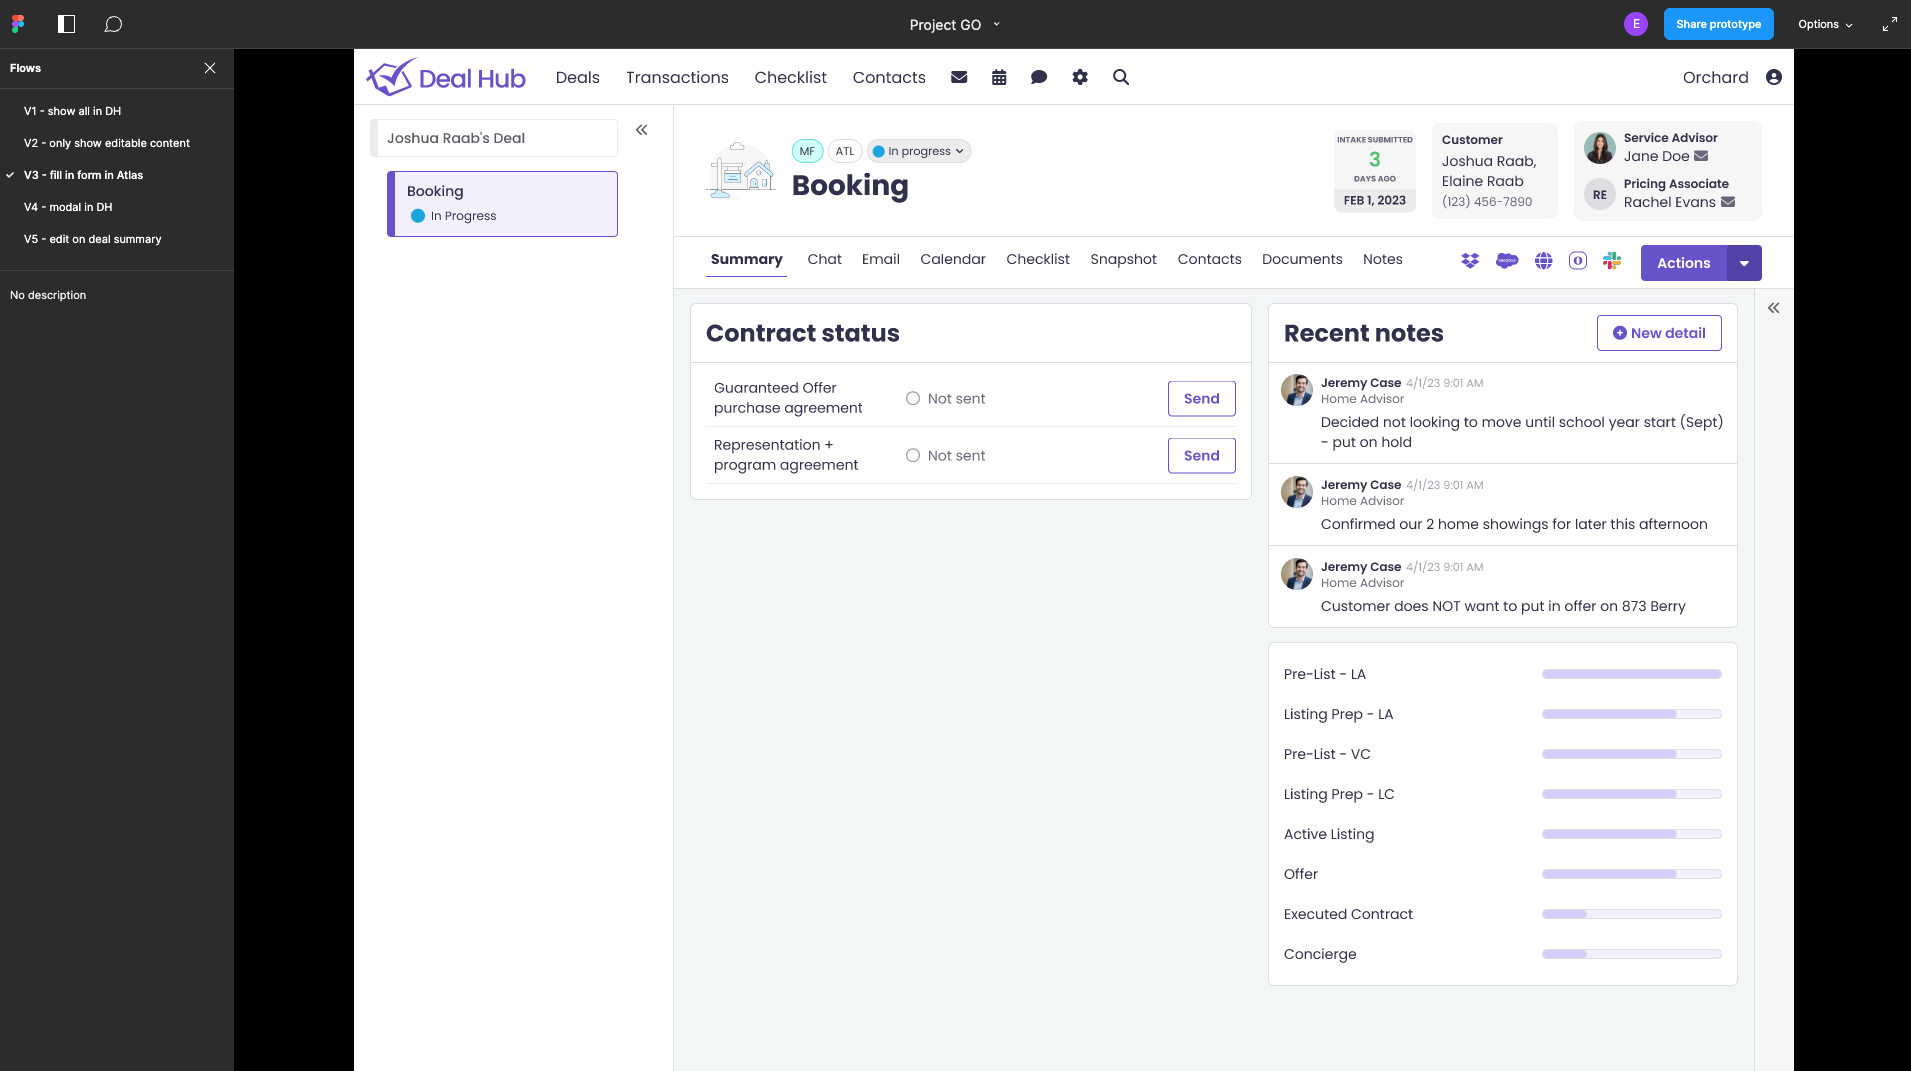 Project GO
E
Share prototype
Options
Flows
V1 - show all in DH
V2 - only show editable content
V3 - fill in form in Atlas
V4 - modal in DH
V5 - edit on deal summary
No description
Deal Hub
Deals
Transactions
Checklist
Contacts
Orchard
Joshua Raab's Deal
Booking
In Progress
MF
ATL
In progress
Booking
INTAKE SUBMITTED
3
DAYS AGO
FEB 1, 2023
Customer
Joshua Raab,
Elaine Raab
(123) 456-7890
Service Advisor
Jane Doe
RE
Pricing Associate
Rachel Evans
Summary
Chat
Email
Calendar
Checklist
Snapshot
Contacts
Documents
Notes
Actions
Contract status
Guaranteed Offer
purchase agreement
Not sent
Send
Representation +
program agreement
Not sent
Send
Recent notes
New detail
Jeremy Case 4/1/23 9:01 AM
Home Advisor
Decided not looking to move until school year start (Sept)
- put on hold
Jeremy Case 4/1/23 9:01 AM
Home Advisor
Confirmed our 2 home showings for later this afternoon
Jeremy Case 4/1/23 9:01 AM
Home Advisor
Customer does NOT want to put in offer on 873 Berry
Pre-List - LA
Listing Prep - LA
Pre-List - VC
Listing Prep - LC
Active Listing
Offer
Executed Contract
Concierge